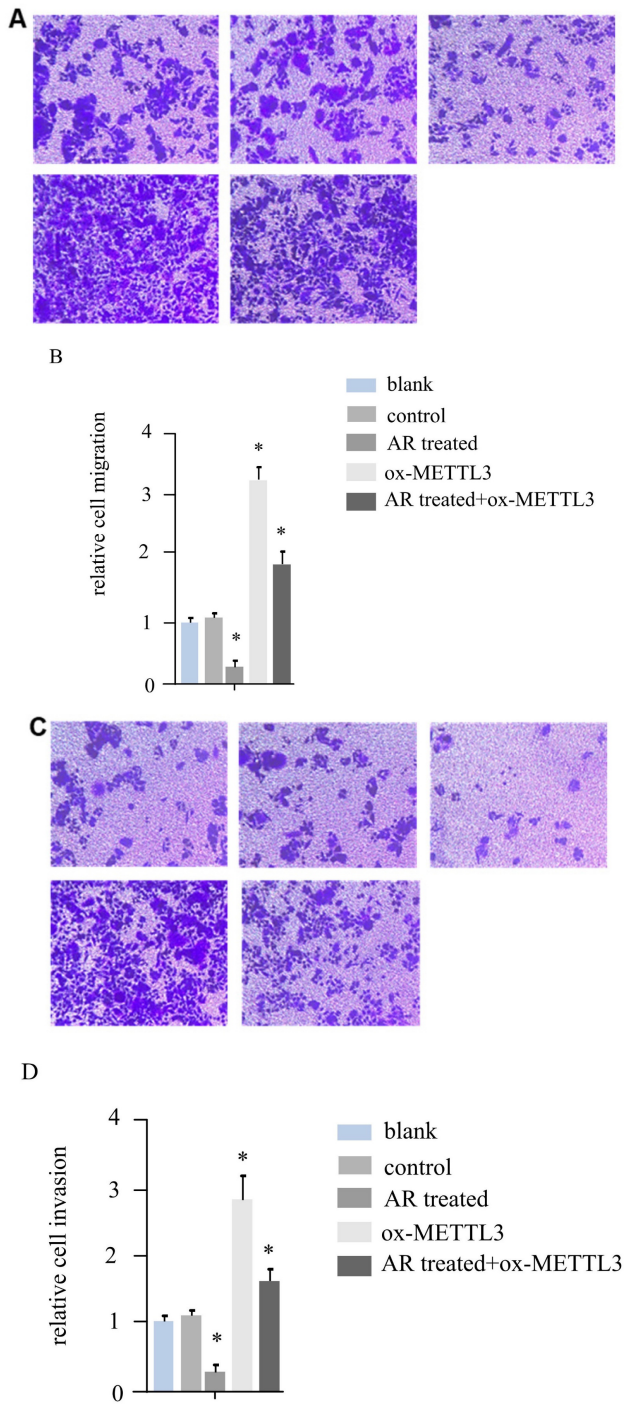 A
B
relative cell migration
4
3
2
1
0
*
*
*
blank
control
AR treated
ox-METTL3
AR treated+ox-METTL3
C
D
relative cell invasion
4
3
2
1
0
*
*
*
blank
control
AR treated
ox-METTL3
AR treated+ox-METTL3